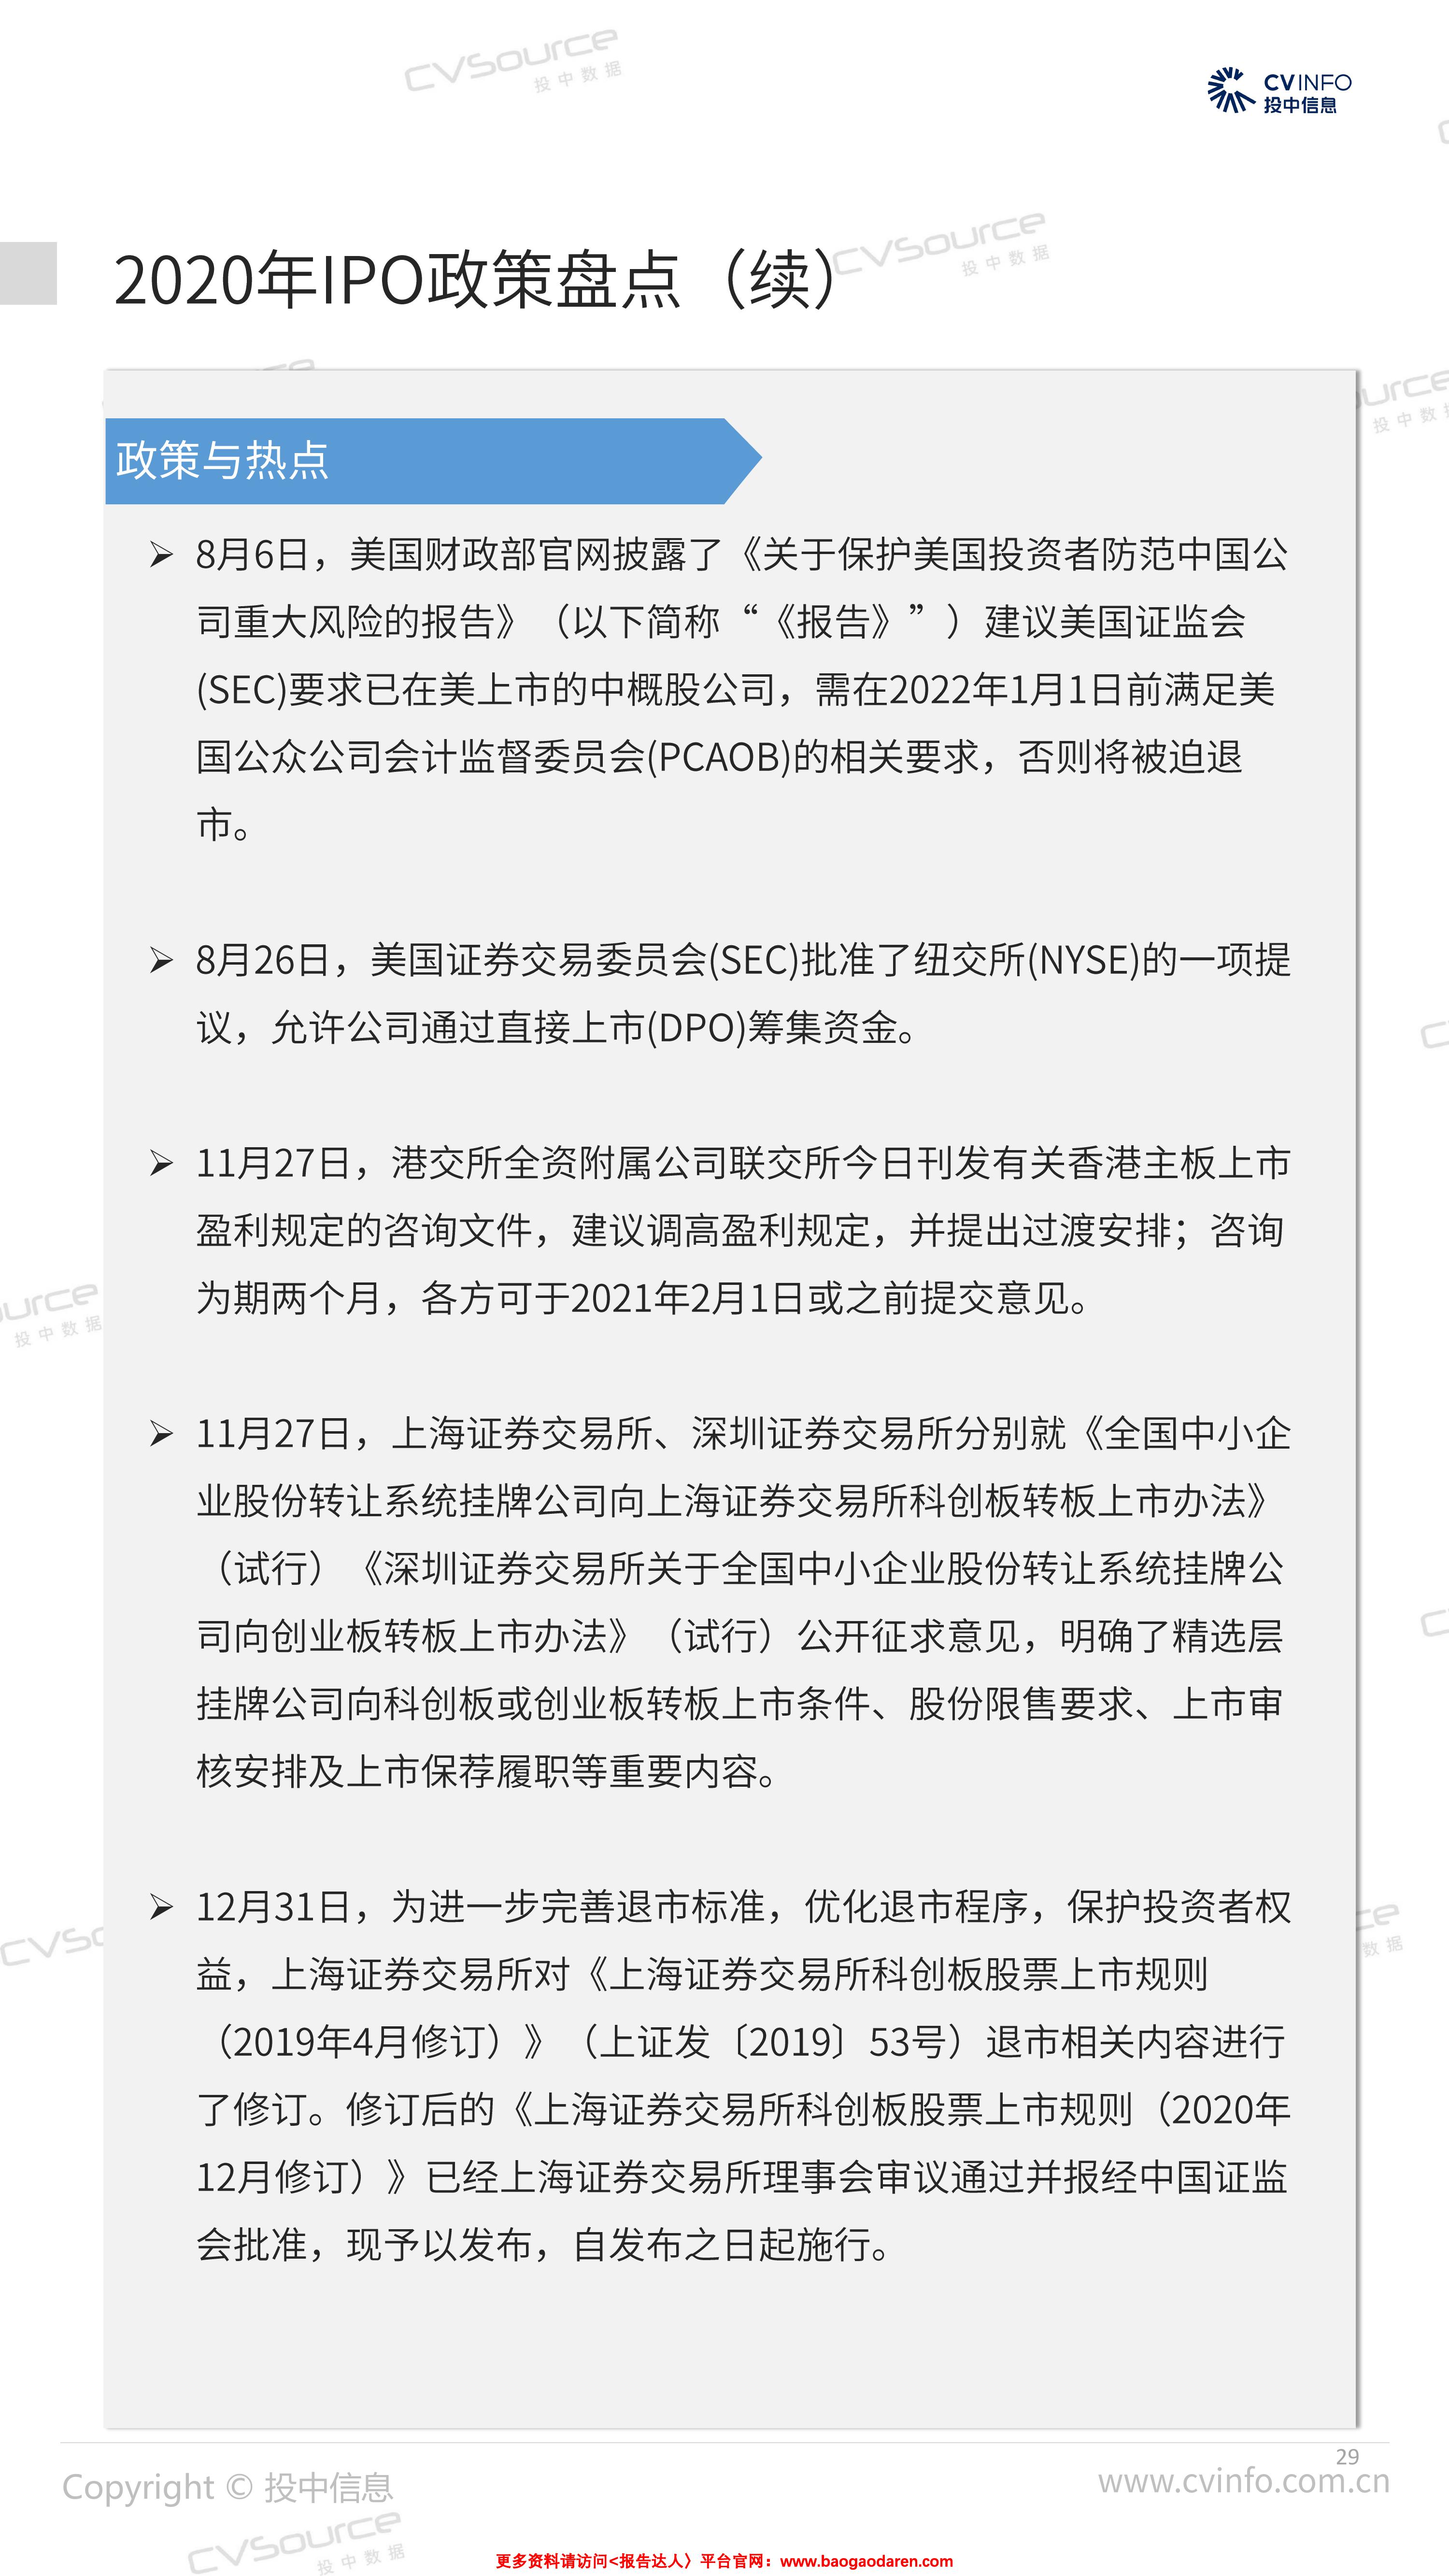 CVSource
投中数据
CVINFO
投中信息
2020年IPO政策盘点（续）
CVSource
投中数据
政策与热点
➢ 8月6日，美国财政部官网披露了《关于保护美国投资者防范中国公
司重大风险的报告》（以下简称“《报告》”）建议美国证监会
(SEC)要求已在美上市的中概股公司，需在2022年1月1日前满足美
国公众公司会计监督委员会(PCAOB)的相关要求，否则将被迫退
市。
➢ 8月26日，美国证券交易委员会(SEC)批准了纽交所(NYSE)的一项提
议，允许公司通过直接上市(DPO)筹集资金。
➢ 11月27日，港交所全资附属公司联交所今日刊发有关香港主板上市
盈利规定的咨询文件，建议调高盈利规定，并提出过渡安排；咨询
为期两个月，各方可于2021年2月1日或之前提交意见。
➢ 11月27日，上海证券交易所、深圳证券交易所分别就《全国中小企
业股份转让系统挂牌公司向上海证券交易所科创板转板上市办法》
（试行）《深圳证券交易所关于全国中小企业股份转让系统挂牌公
司向创业板转板上市办法》（试行）公开征求意见，明确了精选层
挂牌公司向科创板或创业板转板上市条件、股份限售要求、上市审
核安排及上市保荐履职等重要内容。
➢ 12月31日，为进一步完善退市标准，优化退市程序，保护投资者权
益，上海证券交易所对《上海证券交易所科创板股票上市规则
（2019年4月修订）》（上证发〔2019〕53号）退市相关内容进行
了修订。修订后的《上海证券交易所科创板股票上市规则（2020年
12月修订）》已经上海证券交易所理事会审议通过并报经中国证监
会批准，现予以发布，自发布之日起施行。
29
Copyright © 投中信息
www.cvinfo.com.cn
CVSource
投中数据
更多资料请访问<报告达人〉平台官网：www.baogaodaren.com